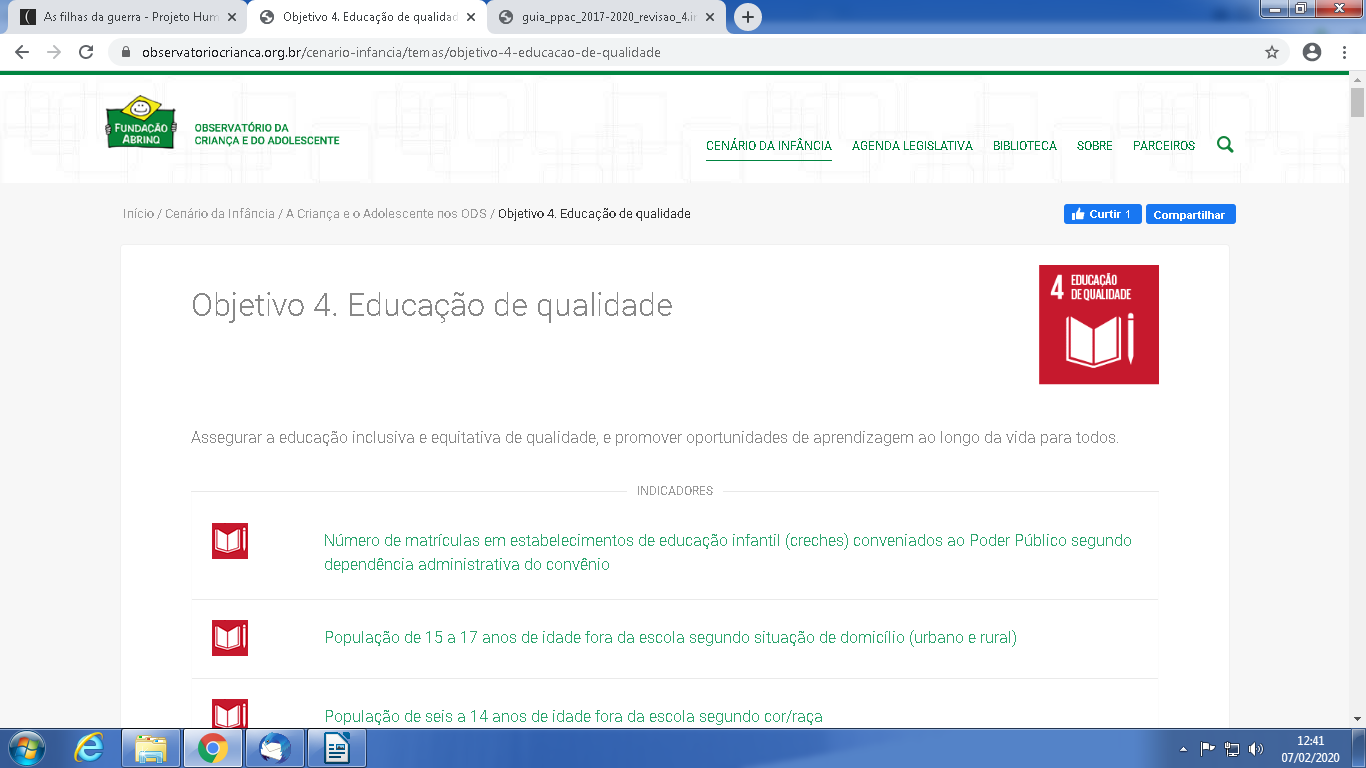 As filhas da guerra - Projeto Hum
Objetivo 4. Educação de qualidad
guia_ppac_2017-2020_revisao_4.i
observatoriocrianca.org.br/cenario-infancia/temas/objetivo-4-educacao-de-qualidade
FUNDAÇÃO
ABRINQ
OBSERVATÓRIO DA
CRIANÇA E DO ADOLESCENTE
CENÁRIO DA INFÂNCIA AGENDA LEGISLATIVA BIBLIOTECA SOBRE PARCEIROS
Início / Cenário da Infância / A Criança e o Adolescente nos ODS / Objetivo 4. Educação de qualidade
Curtir 1 Compartilhar
Objetivo 4. Educação de qualidade
4 EDUCAÇÃO
DE QUALIDADE
Assegurar a educação inclusiva e equitativa de qualidade, e promover oportunidades de aprendizagem ao longo da vida para todos.
INDICADORES
Número de matrículas em estabelecimentos de educação infantil (creches) conveniados ao Poder Público segundo
dependência administrativa do convênio
População de 15 a 17 anos de idade fora da escola segundo situação de domicílio (urbano e rural)
População de seis a 14 anos de idade fora da escola segundo cor/raça
12:41
07/02/2020